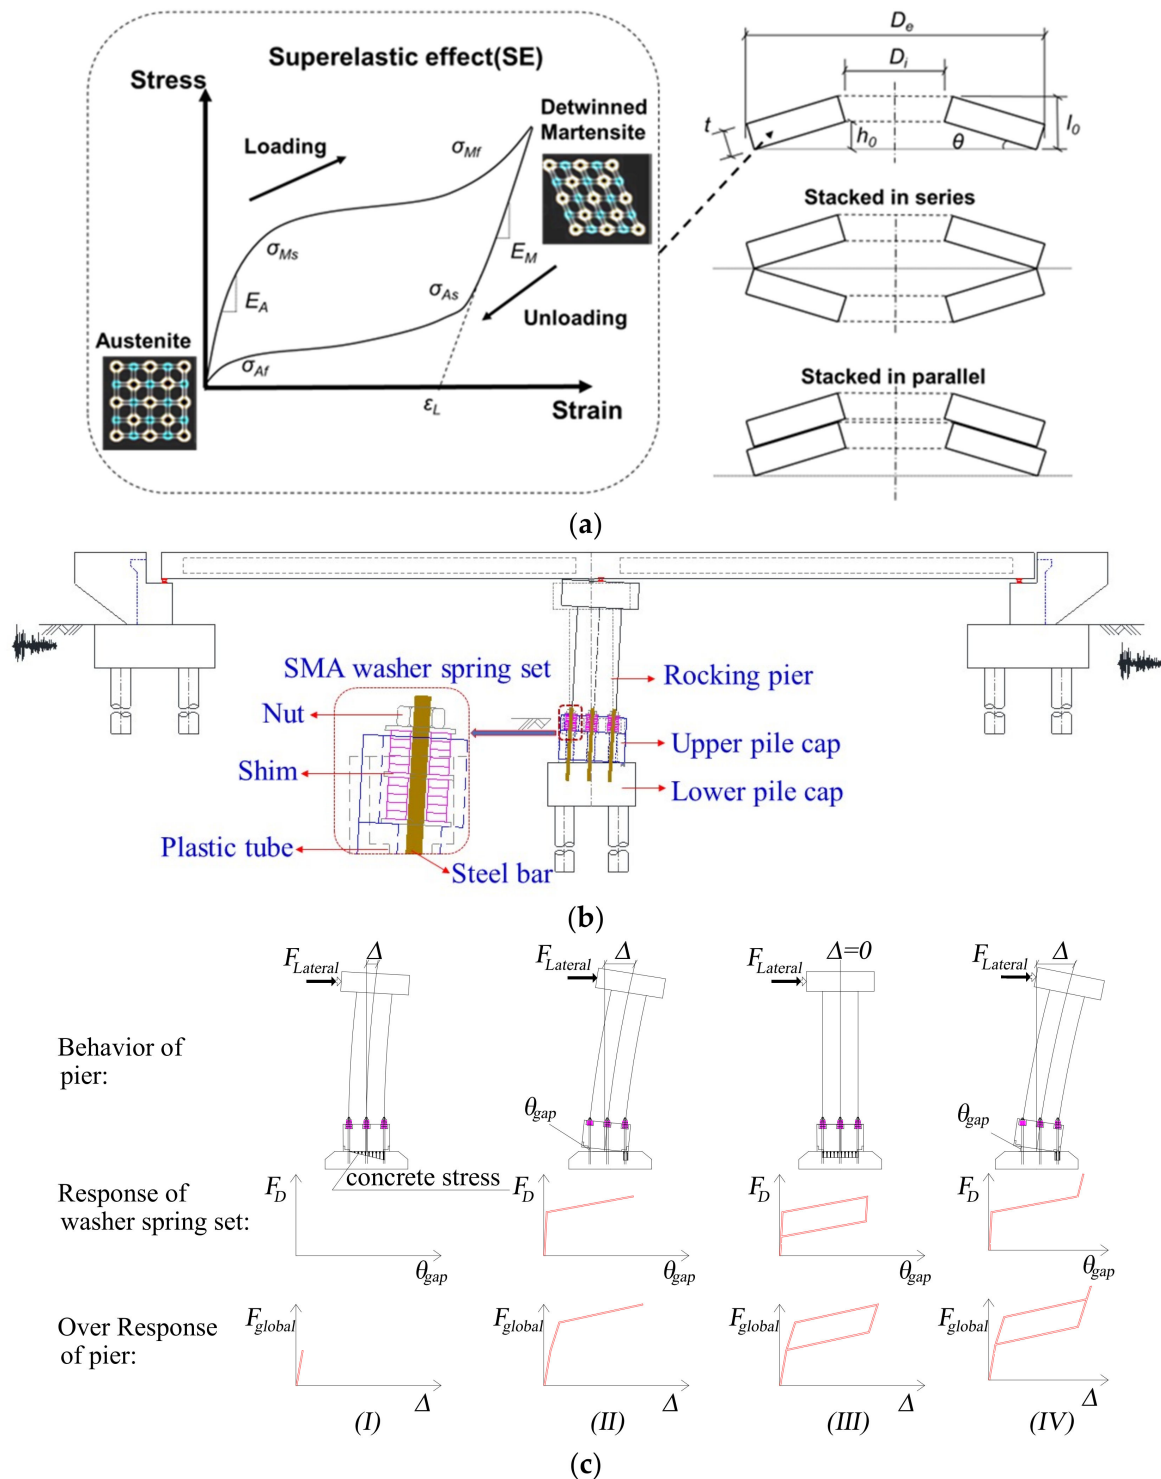 Superelastic effect(SE)
Stress
Loading
Detwinned
Martensite
σMf
σMs
EM
EA
σAs
Unloading
Austenite
σAf
εL
Strain
De
Di
t
h0
θ
l0
Stacked in series
Stacked in parallel
(a)
SMA washer spring set
Nut
Shim
Plastic tube
Steel bar
Rocking pier
Upper pile cap
Lower pile cap
(b)
FLateral
Δ
FLateral
Δ
FLateral
Δ=0
FLateral
Δ
Behavior of
pier:
θgap
θgap
concrete stress
Response of
washer spring set:
FD
θgap
FD
θgap
FD
θgap
FD
θgap
Over Response
of pier:
Fglobal
Δ
Fglobal
Δ
Fglobal
Δ
Fglobal
Δ
(I)
(II)
(III)
(IV)
(c)